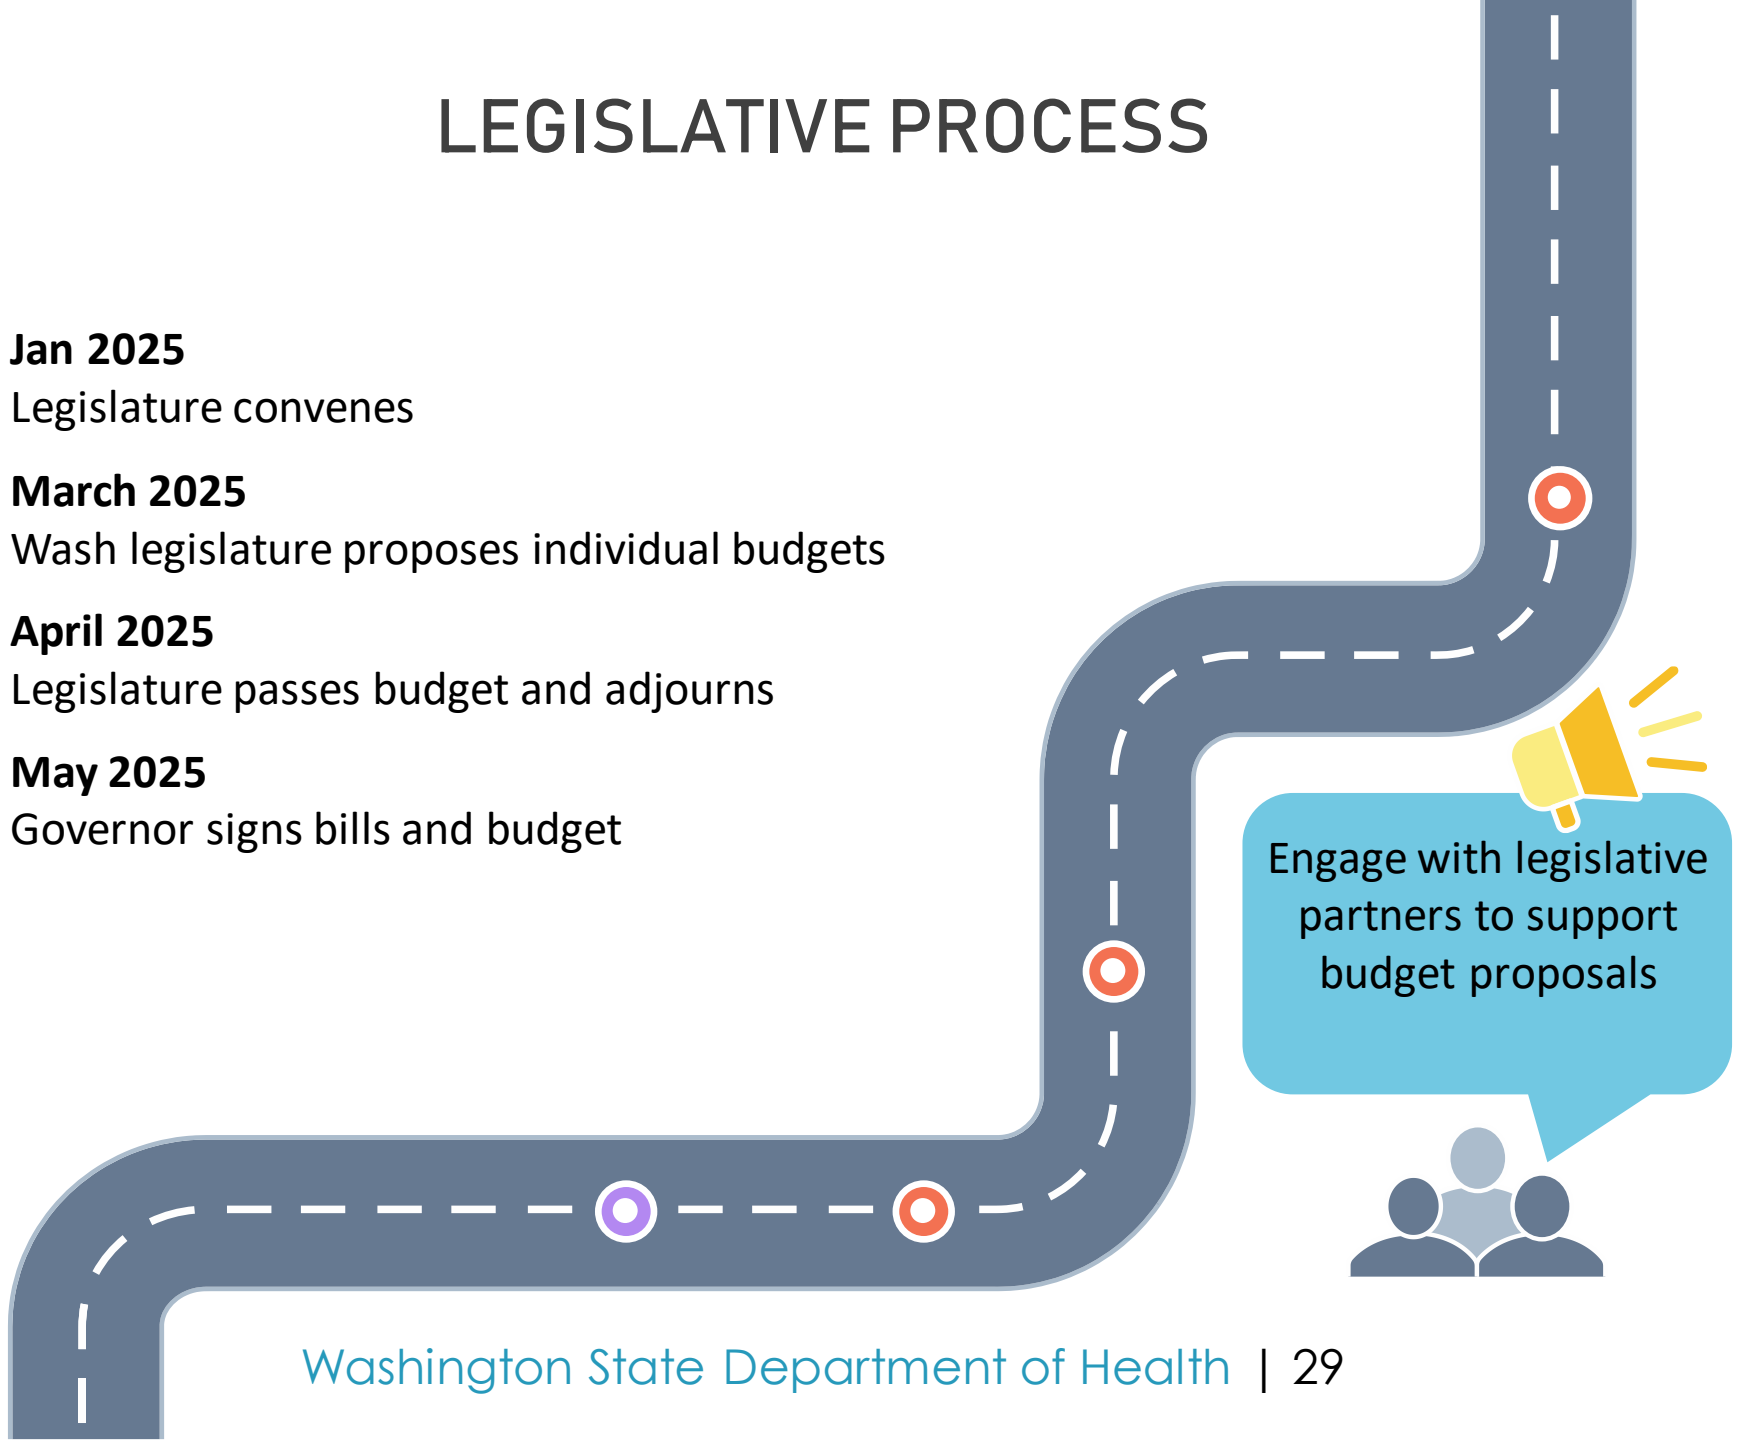 LEGISLATIVE PROCESS
Jan 2025
Legislature convenes
March 2025
Wash legislature proposes individual budgets
April 2025
Legislature passes budget and adjourns
May 2025
Governor signs bills and budget
Engage with legislative
partners to support
budget proposals
Washington State Department of Health | 29